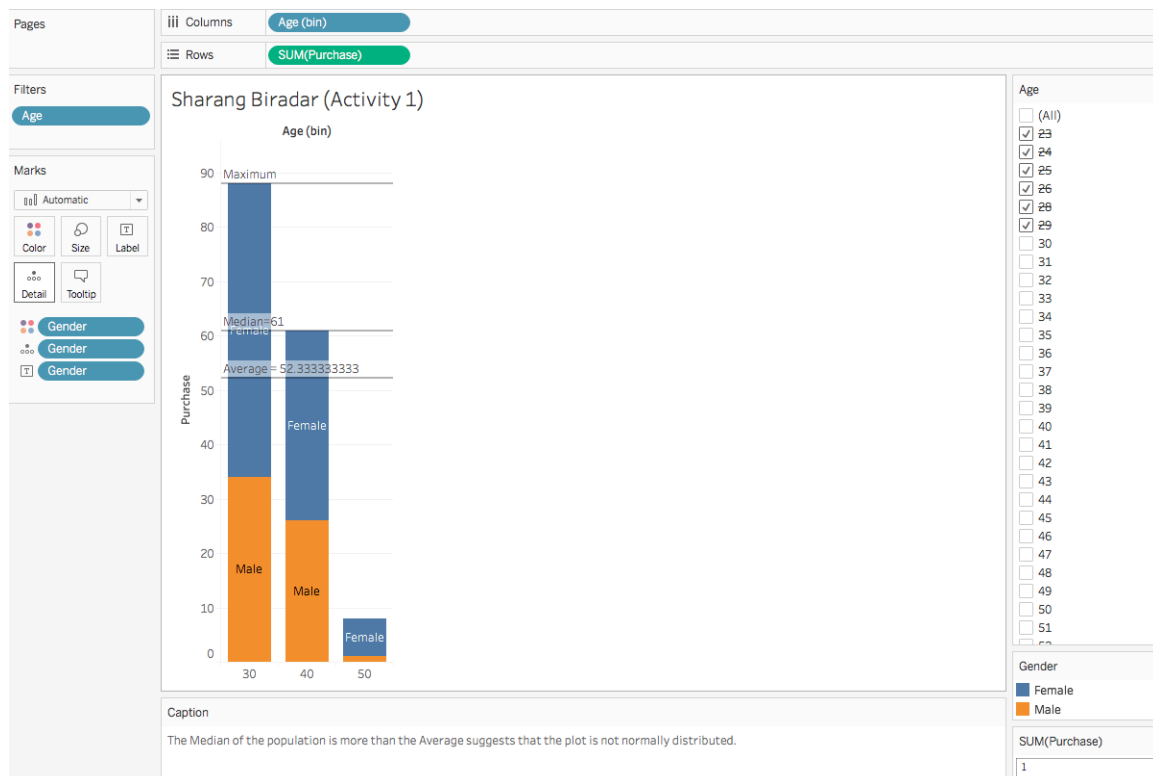 Pages
Columns
Age (bin)
Rows
SUM(Purchase)
Filters
Age
Marks
Automatic
Color
Size
Label
Detail
Tooltip
Gender
Gender
T Gender
Sharang Biradar (Activity 1)
Age (bin)
Purchase
90
80
70
60
50
40
30
20
10
0
Maximum
Median=61
Female
Average = 52.333333333
Female
Male
Male
Female
30
40
50
Caption
The Median of the population is more than the Average suggests that the plot is not normally distributed.
Age
(All)
23
24
25
26
28
29
30
31
32
33
34
35
36
37
38
39
40
41
42
43
44
45
46
47
48
49
50
51
Gender
Female
Male
SUM(Purchase)
1